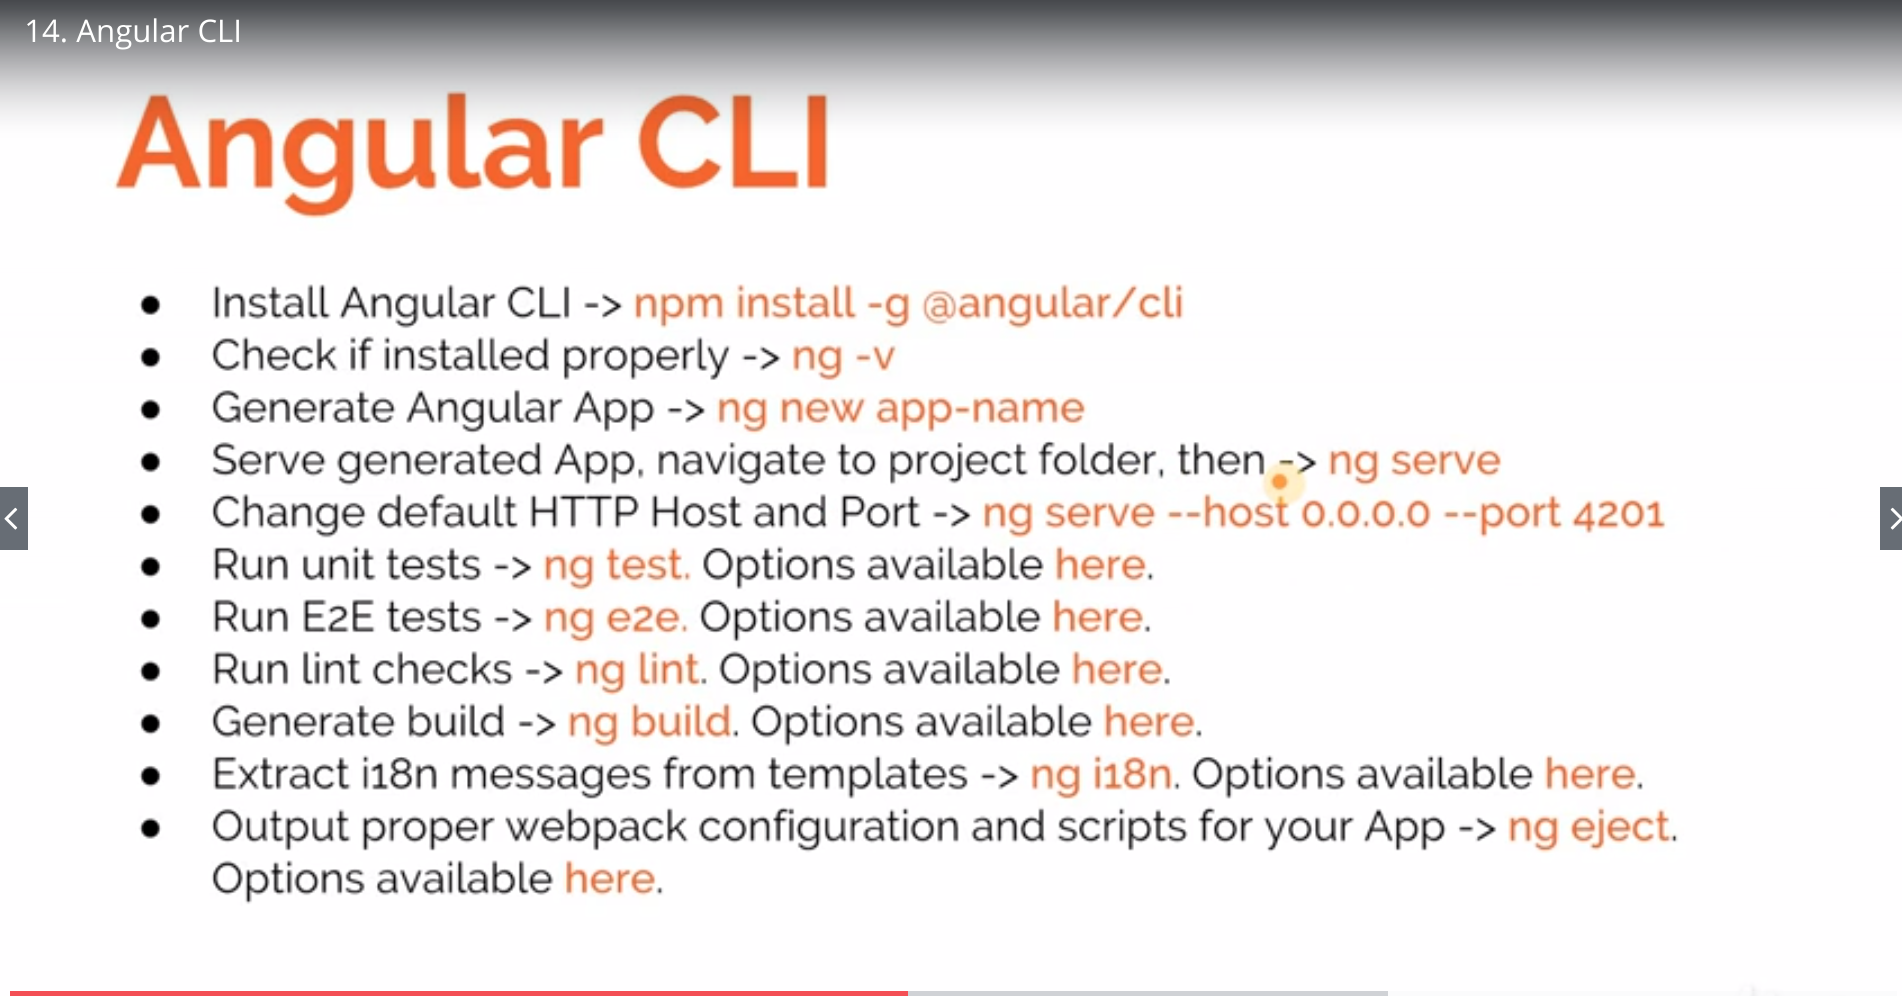 14. Angular CLI
Angular CLI
● Install Angular CLI -> npm install -g @angular/cli
● Check if installed properly -> ng -v
● Generate Angular App -> ng new app-name
● Serve generated App, navigate to project folder, then -> ng serve
● Change default HTTP Host and Port -> ng serve --host 0.0.0.0 --port 4201
● Run unit tests -> ng test. Options available here.
● Run E2E tests -> ng e2e. Options available here.
● Run lint checks -> ng lint. Options available here.
● Generate build -> ng build. Options available here.
● Extract i18n messages from templates -> ng i18n. Options available here.
● Output proper webpack configuration and scripts for your App -> ng eject.
Options available here.